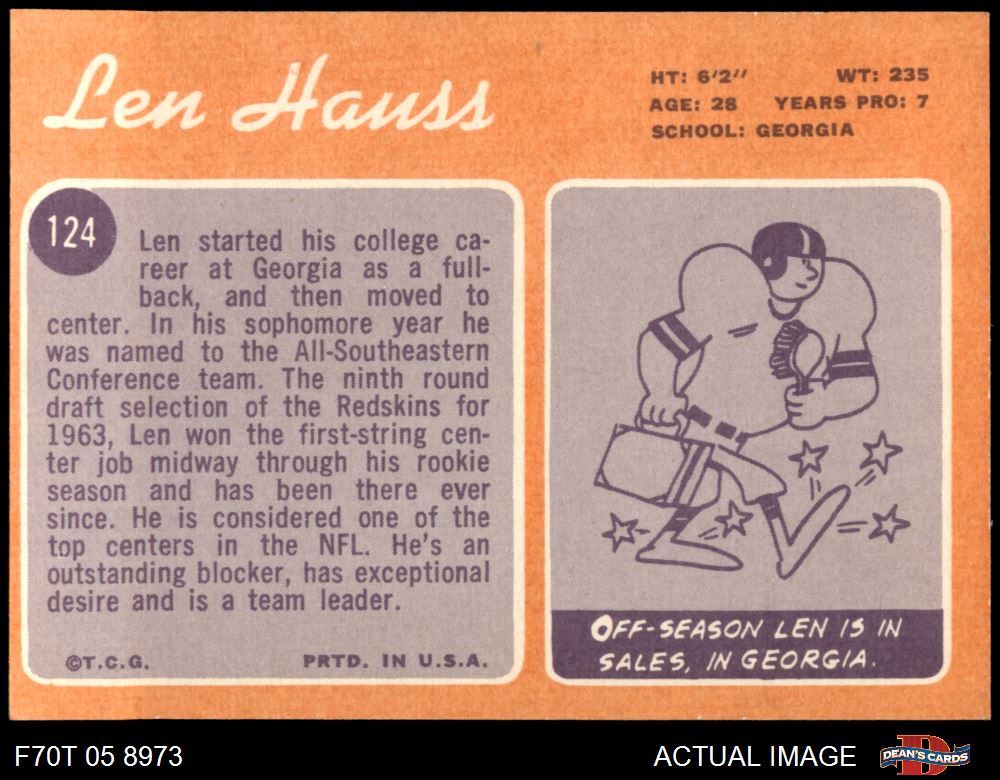 Len Hauss
HT: 6'2"  WT: 235
AGE: 28  YEARS PRO: 7
SCHOOL: GEORGIA
124
Len started his college ca-
reer at Georgia as a full-
back, and then moved to
center. In his sophomore year he
was named to the All-Southeastern
Conference team. The ninth round
draft selection of the Redskins for
1963, Len won the first-string cen-
ter job midway through his rookie
season and has been there ever
since. He is considered one of the
top centers in the NFL. He's an
outstanding blocker, has exceptional
desire and is a team leader.
©T.C.G.  PRTD. IN U.S.A.
OFF-SEASON LEN IS IN
SALES, IN GEORGIA.
F70T 05 8973
ACTUAL IMAGE
DEAN'S CARDS